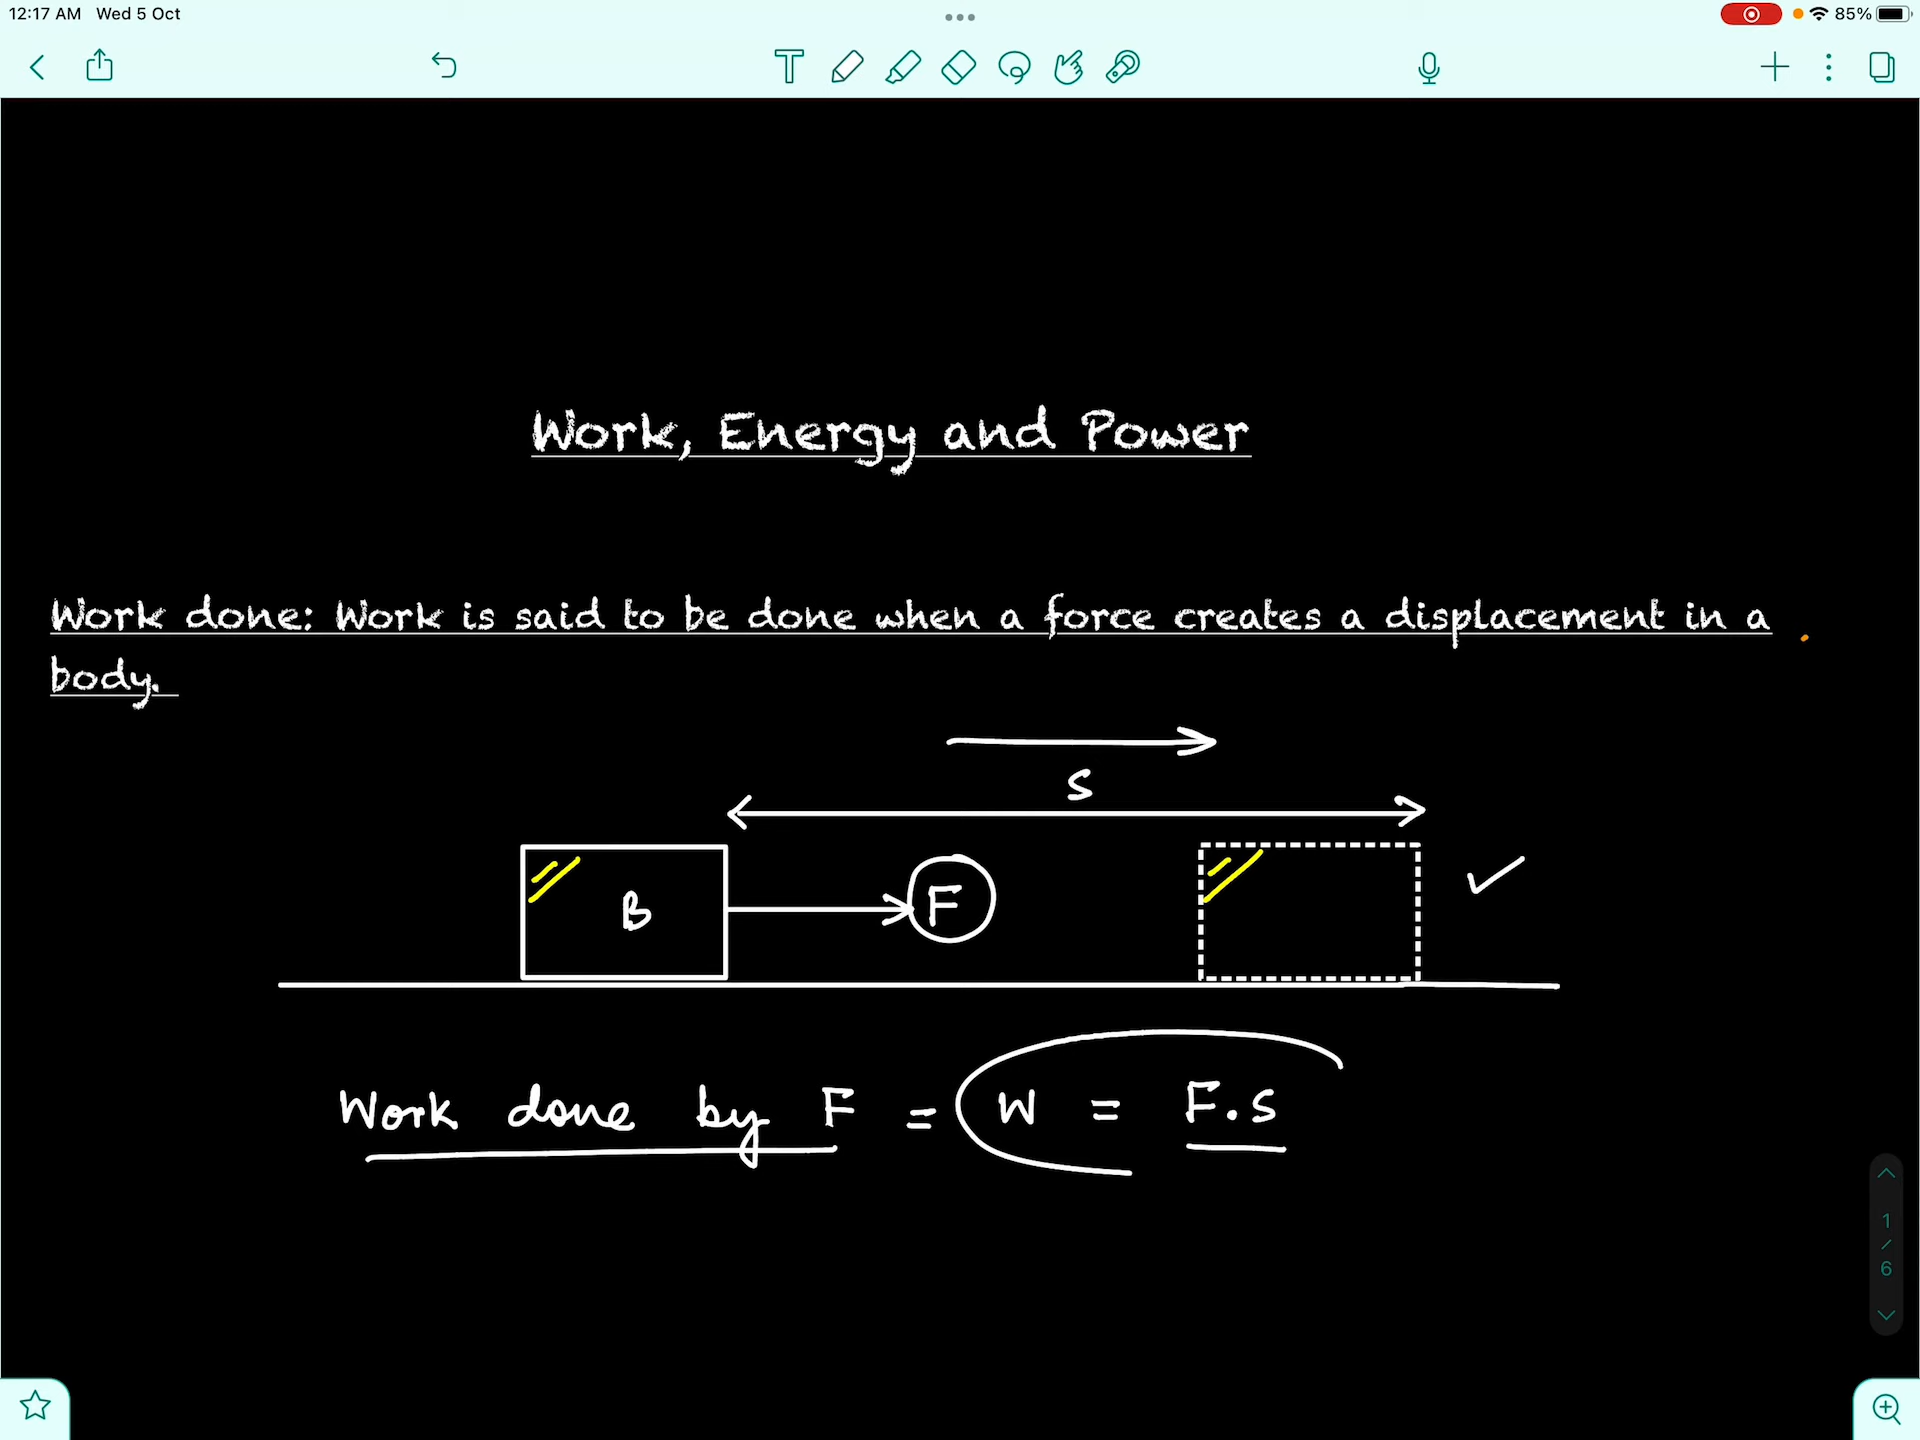 12:17 AM Wed 5 Oct
85%
T
Work, Energy and Power
Work done: Work is said to be done when a force creates a displacement in a
body.
S
B
F
Work done by F = W = F.S
1
/
6